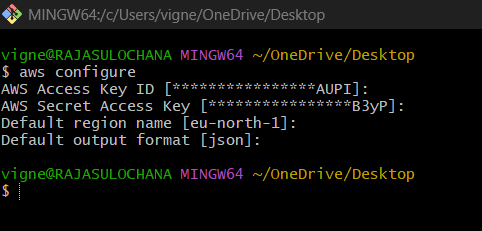 MINGW64:/c/Users/vigne/OneDrive/Desktop
vigne@RAJASULOCHANA MINGW64 ~/OneDrive/Desktop
$ aws configure
AWS Access Key ID [****************AUPI]:
AWS Secret Access Key [****************B3yP]:
Default region name [eu-north-1]:
Default output format [json]:
vigne@RAJASULOCHANA MINGW64 ~/OneDrive/Desktop
$